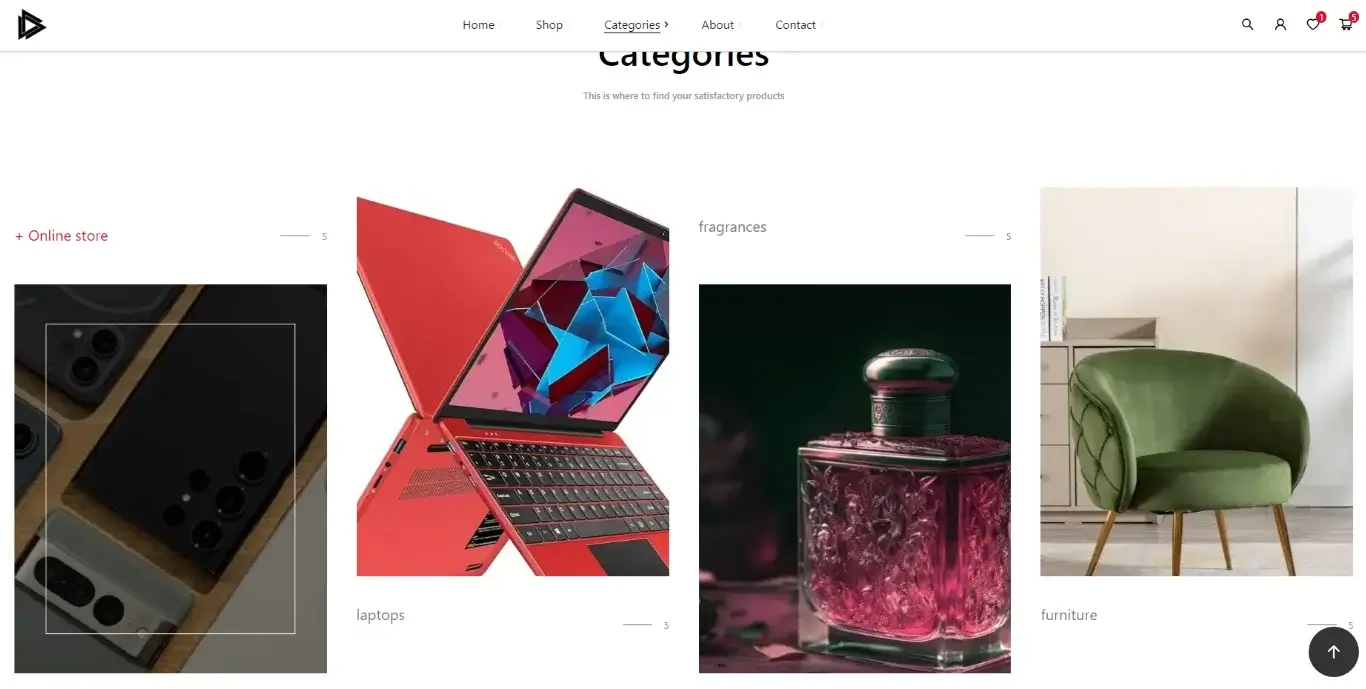 Home
Shop
Categories
About
Contact
1
5
Categories
This is where to find your satisfactory products
+ Online store
5
fragrances
5
laptops
5
furniture
5